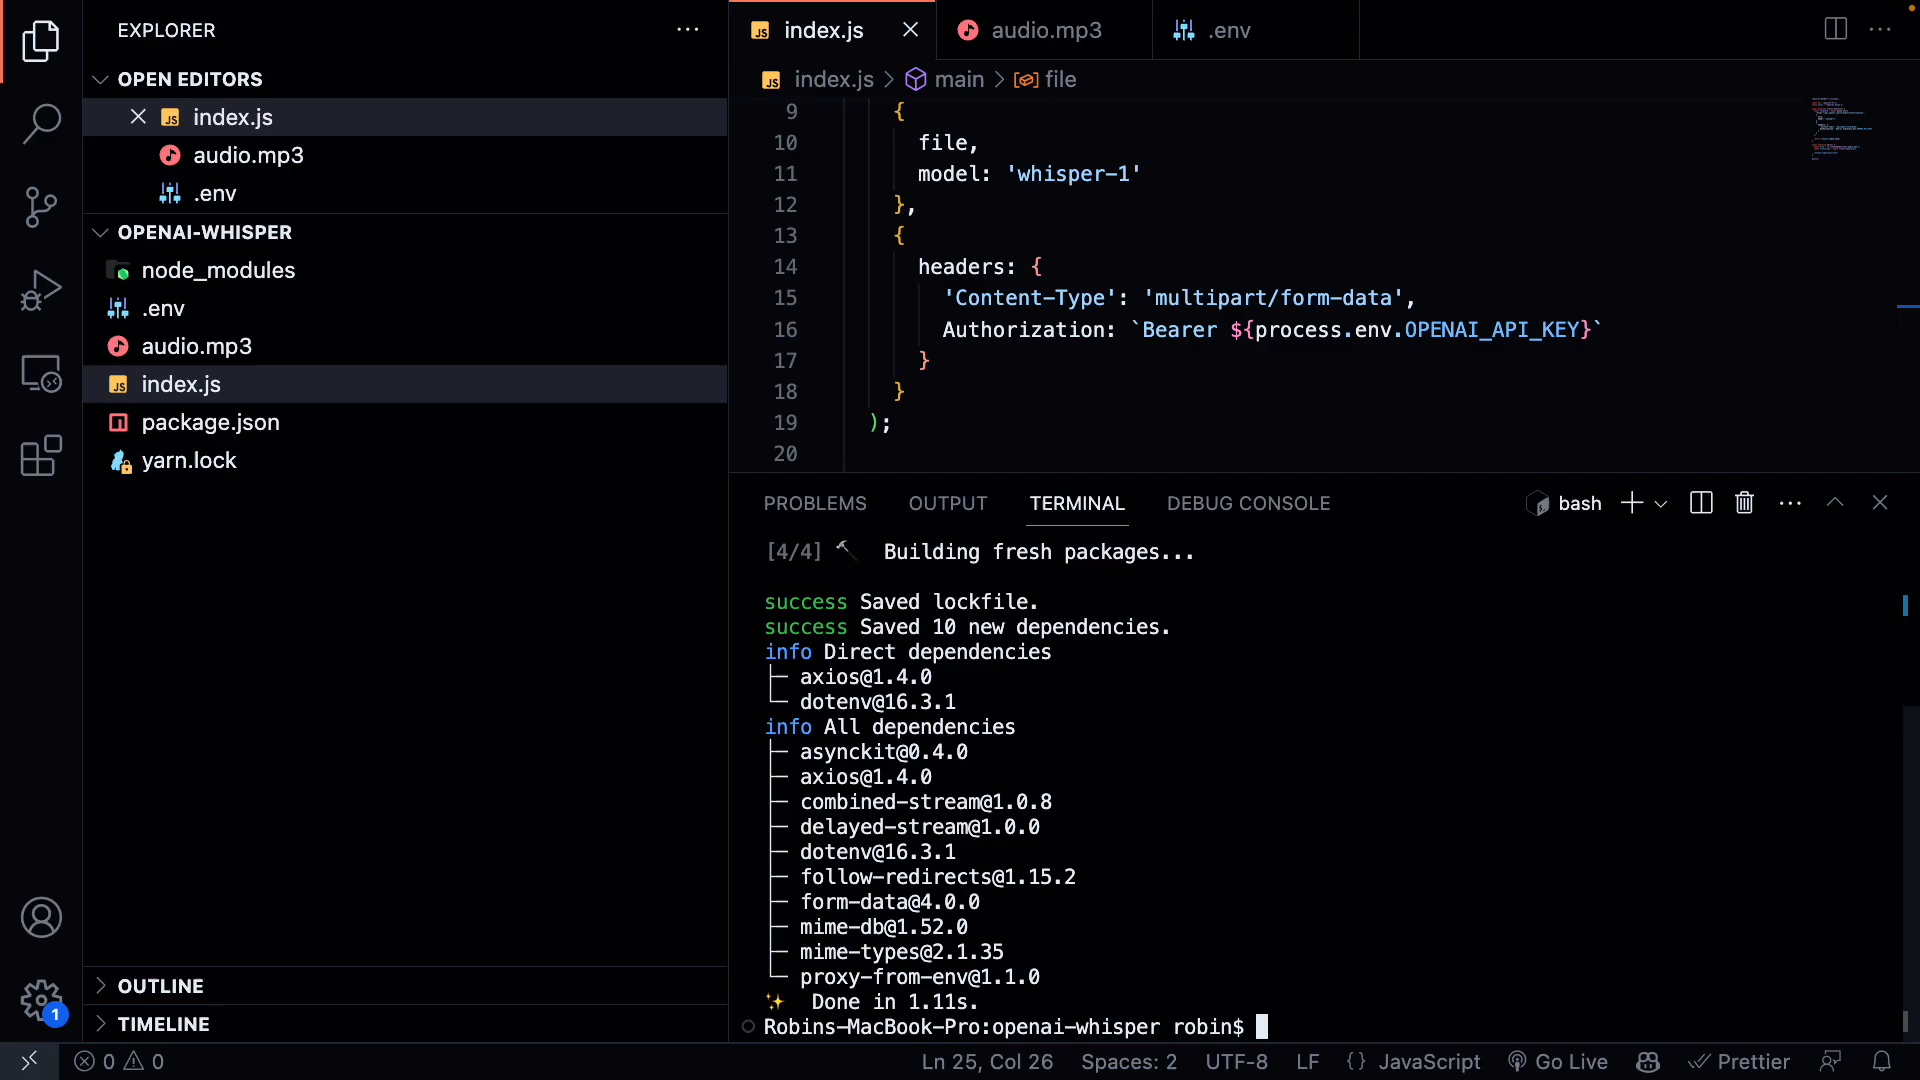 EXPLORER
OPEN EDITORS
index.js
audio.mp3
.env
OPENAI-WHISPER
node_modules
.env
audio.mp3
index.js
package.json
yarn.lock
OUTLINE
TIMELINE
1
index.js
audio.mp3
.env
index.js > main > file
9 {
10 file,
11 model: 'whisper-1'
12 },
13 {
14 headers: {
15 'Content-Type': 'multipart/form-data',
16 Authorization: `Bearer ${process.env.OPENAI_API_KEY}`
17 }
18 }
19 );
20
PROBLEMS OUTPUT TERMINAL DEBUG CONSOLE
bash
[4/4] 🔨 Building fresh packages...
success Saved lockfile.
success Saved 10 new dependencies.
info Direct dependencies
├─ axios@1.4.0
└─ dotenv@16.3.1
info All dependencies
├─ asynckit@0.4.0
├─ axios@1.4.0
├─ combined-stream@1.0.8
├─ delayed-stream@1.0.0
├─ dotenv@16.3.1
├─ follow-redirects@1.15.2
├─ form-data@4.0.0
├─ mime-db@1.52.0
├─ mime-types@2.1.35
└─ proxy-from-env@1.1.0
✨ Done in 1.11s.
Robins-MacBook-Pro:openai-whisper robin$
0 0
Ln 25, Col 26 Spaces: 2 UTF-8 LF {} JavaScript Go Live Prettier